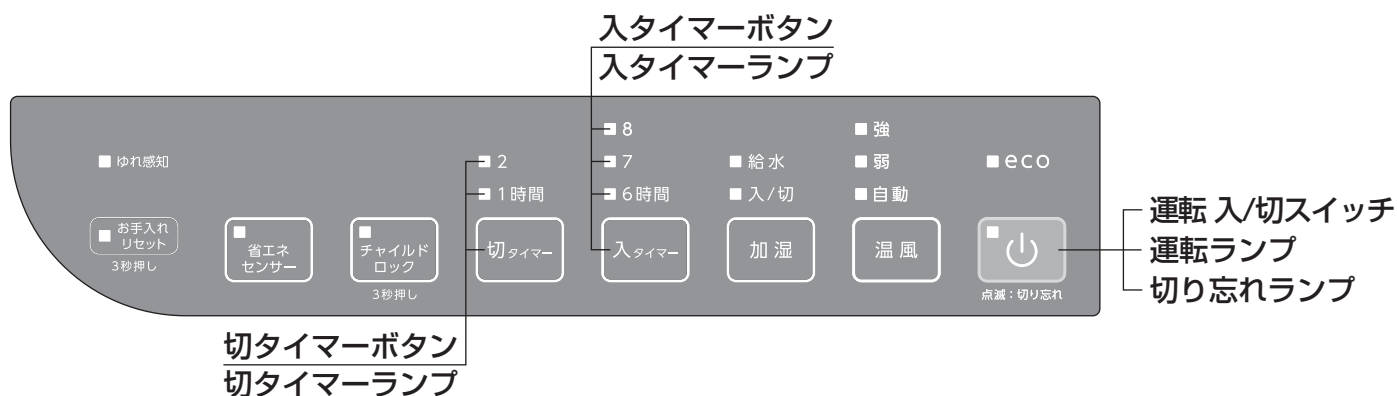 入タイマーボタン
入タイマーランプ
8
強
ゆれ感知
2
7
給水
弱
eco
1時間
6時間
入/切
自動
お手入れ
リセット
3秒押し
省エネ
センサー
チャイルド
ロック
3秒押し
切タイマー
入タイマー
加湿
温風
点滅:切り忘れ
運転 入/切スイッチ
運転ランプ
切り忘れランプ
切タイマーボタン
切タイマーランプ